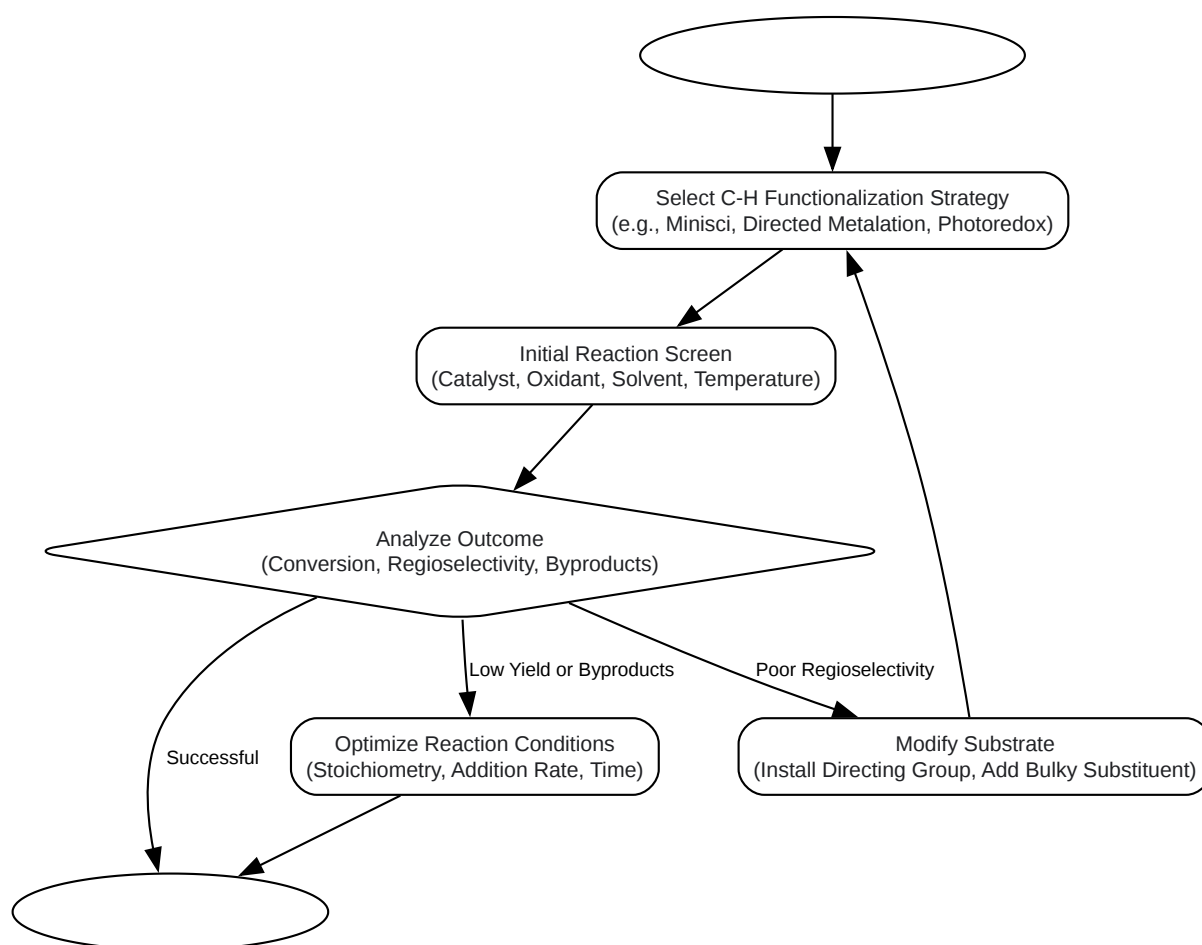 Select C-H Functionalization Strategy
(e.g., Minisci, Directed Metalation, Photoredox)
Initial Reaction Screen
(Catalyst, Oxidant, Solvent, Temperature)
Analyze Outcome
(Conversion, Regioselectivity, Byproducts)
Low Yield or Byproducts
Poor Regioselectivity
Successful
Optimize Reaction Conditions
(Stoichiometry, Addition Rate, Time)
Modify Substrate
(Install Directing Group, Add Bulky Substituent)